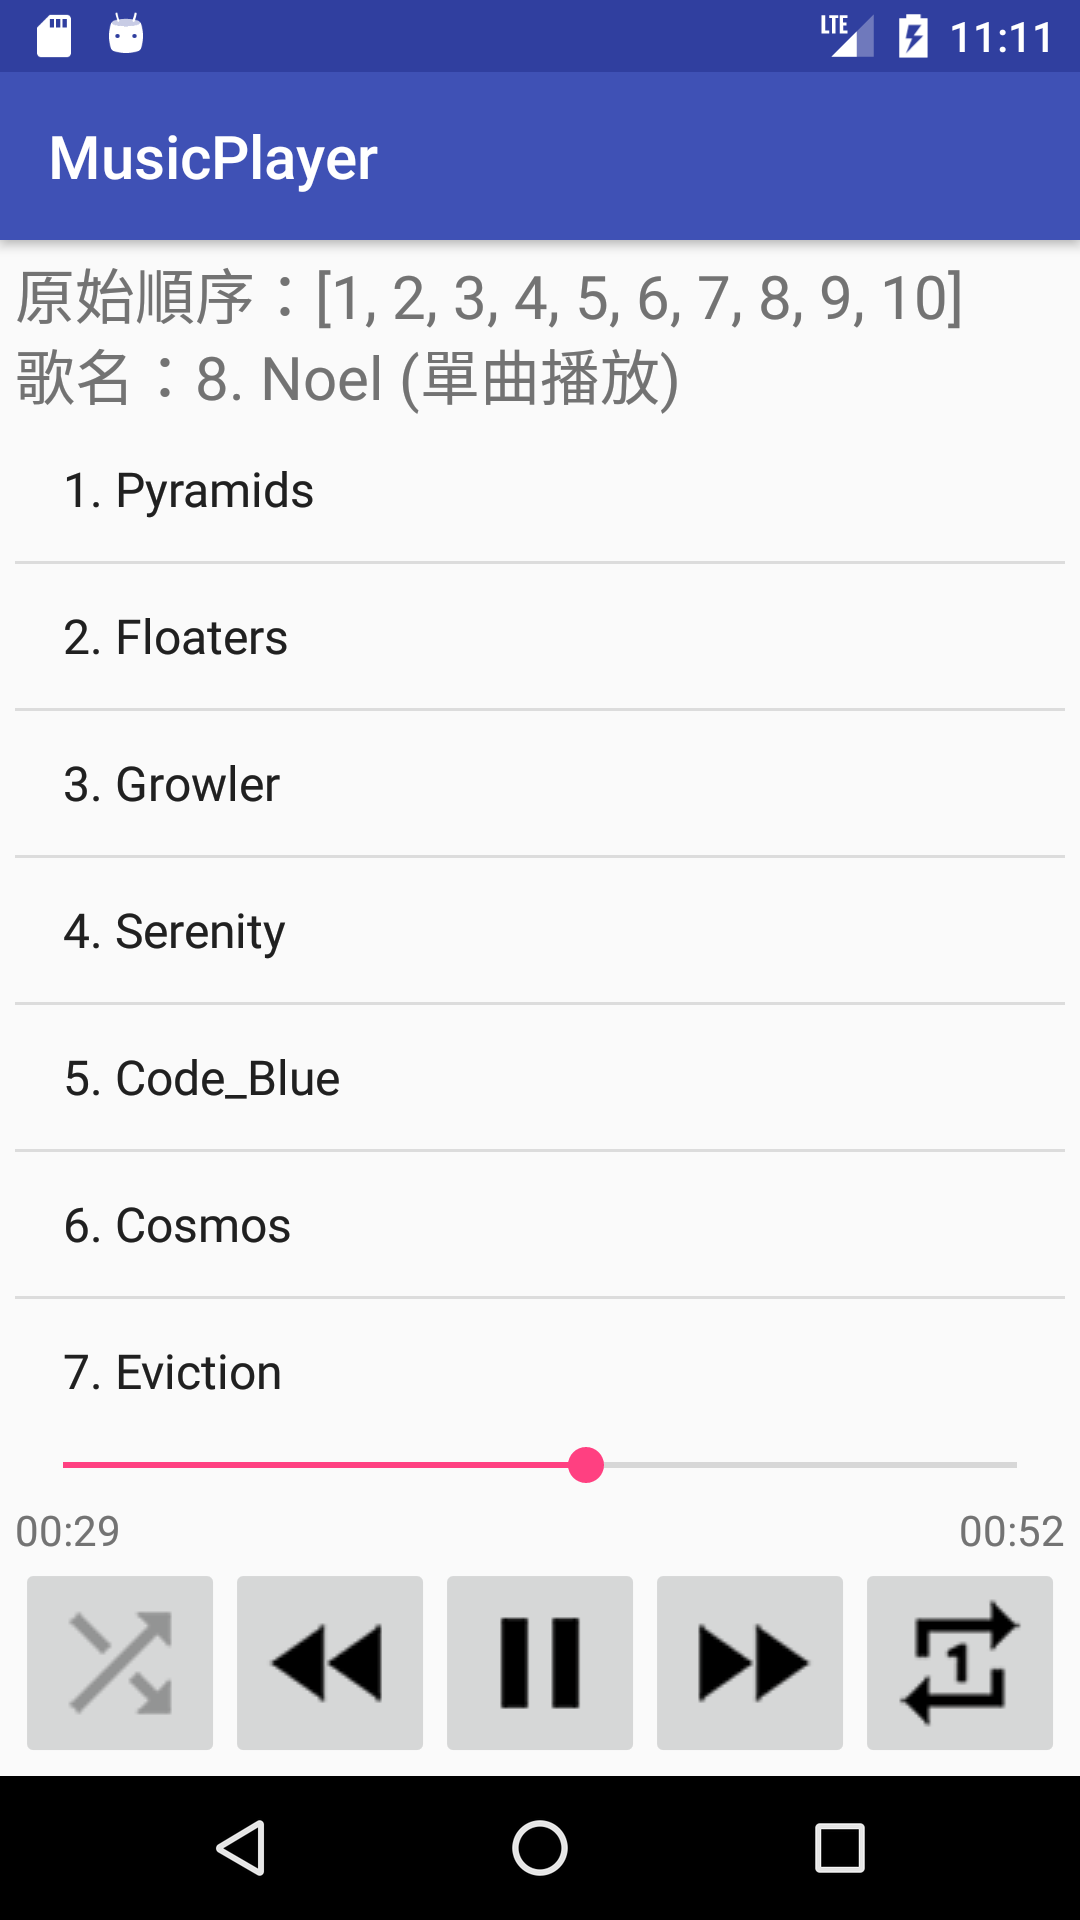 LTE 11:11
MusicPlayer
原始順序：[1, 2, 3, 4, 5, 6, 7, 8, 9, 10]
歌名：8. Noel (單曲播放)
1. Pyramids
2. Floaters
3. Growler
4. Serenity
5. Code_Blue
6. Cosmos
7. Eviction
00:29 00:52
1